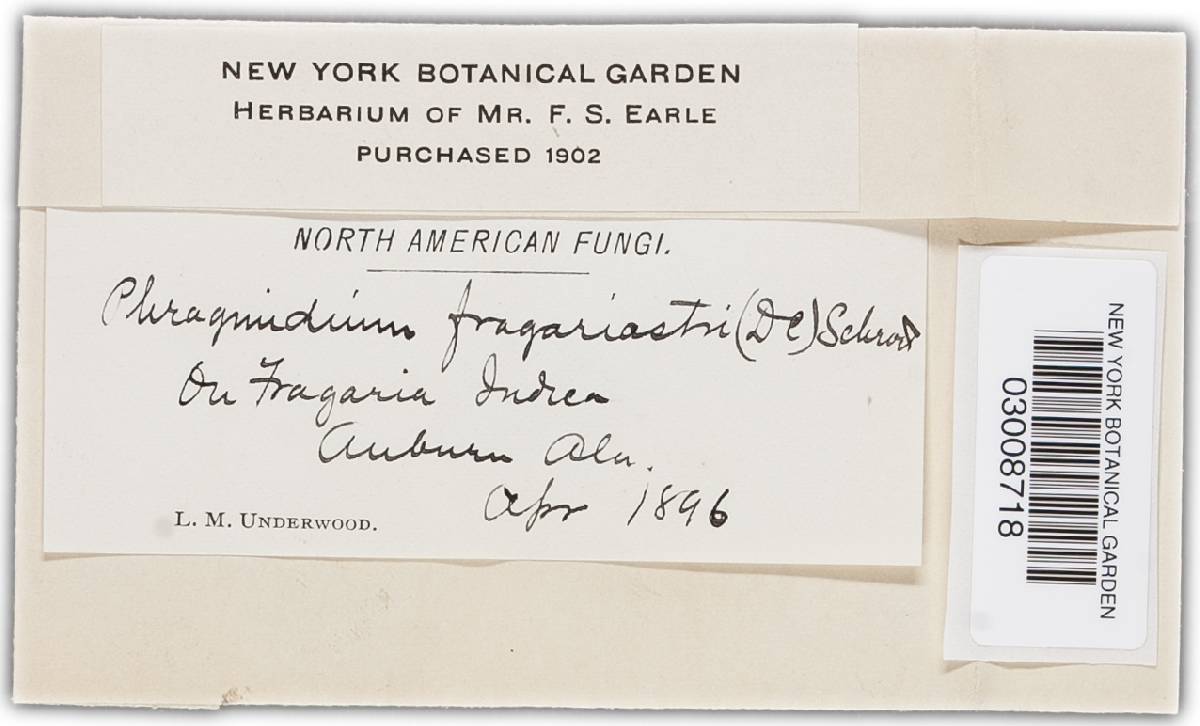 NEW YORK BOTANICAL GARDEN
HERBARIUM OF MR. F. S. EARLE
PURCHASED 1902
NORTH AMERICAN FUNGI.
Phragmidium fragariastri (DC) Schroet
On Fragaria Indica
Auburn Ala.
Apr 1896
L. M. UNDERWOOD.
NEW YORK BOTANICAL GARDEN
03008718